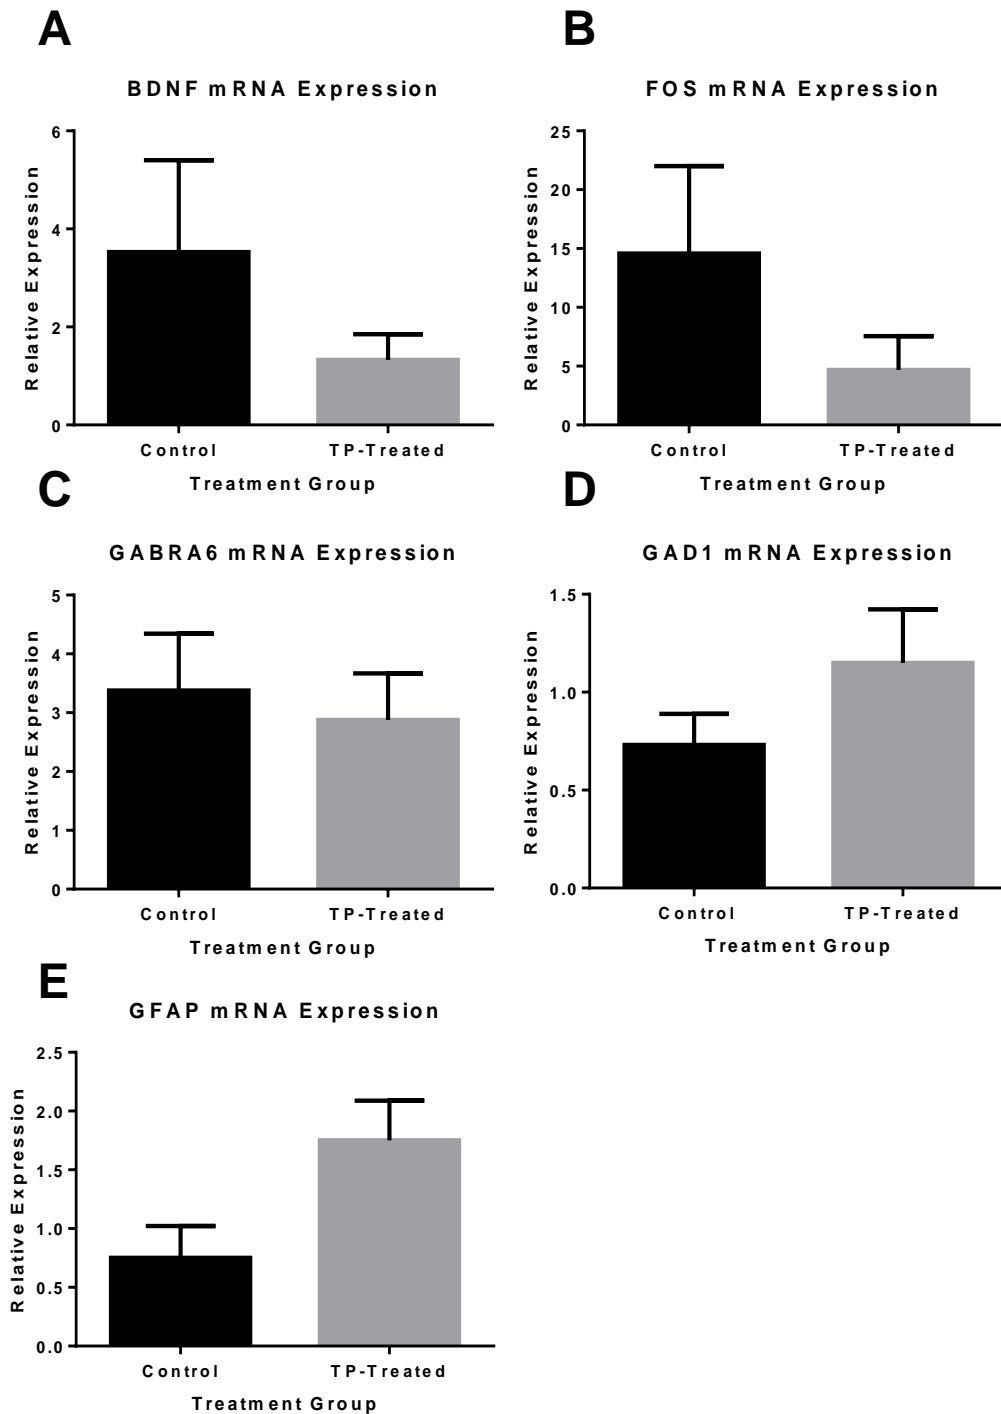 A
BDNF mRNA Expression
Relative Expression
6
4
2
0
Control TP-Treated
Treatment Group
B
FOS mRNA Expression
Relative Expression
25
20
15
10
5
0
Control TP-Treated
Treatment Group
C
GABRA6 mRNA Expression
Relative Expression
5
4
3
2
1
0
Control TP-Treated
Treatment Group
D
GAD1 mRNA Expression
Relative Expression
1.5
1.0
0.5
0.0
Control TP-Treated
Treatment Group
E
GFAP mRNA Expression
Relative Expression
2.5
2.0
1.5
1.0
0.5
0.0
Control TP-Treated
Treatment Group